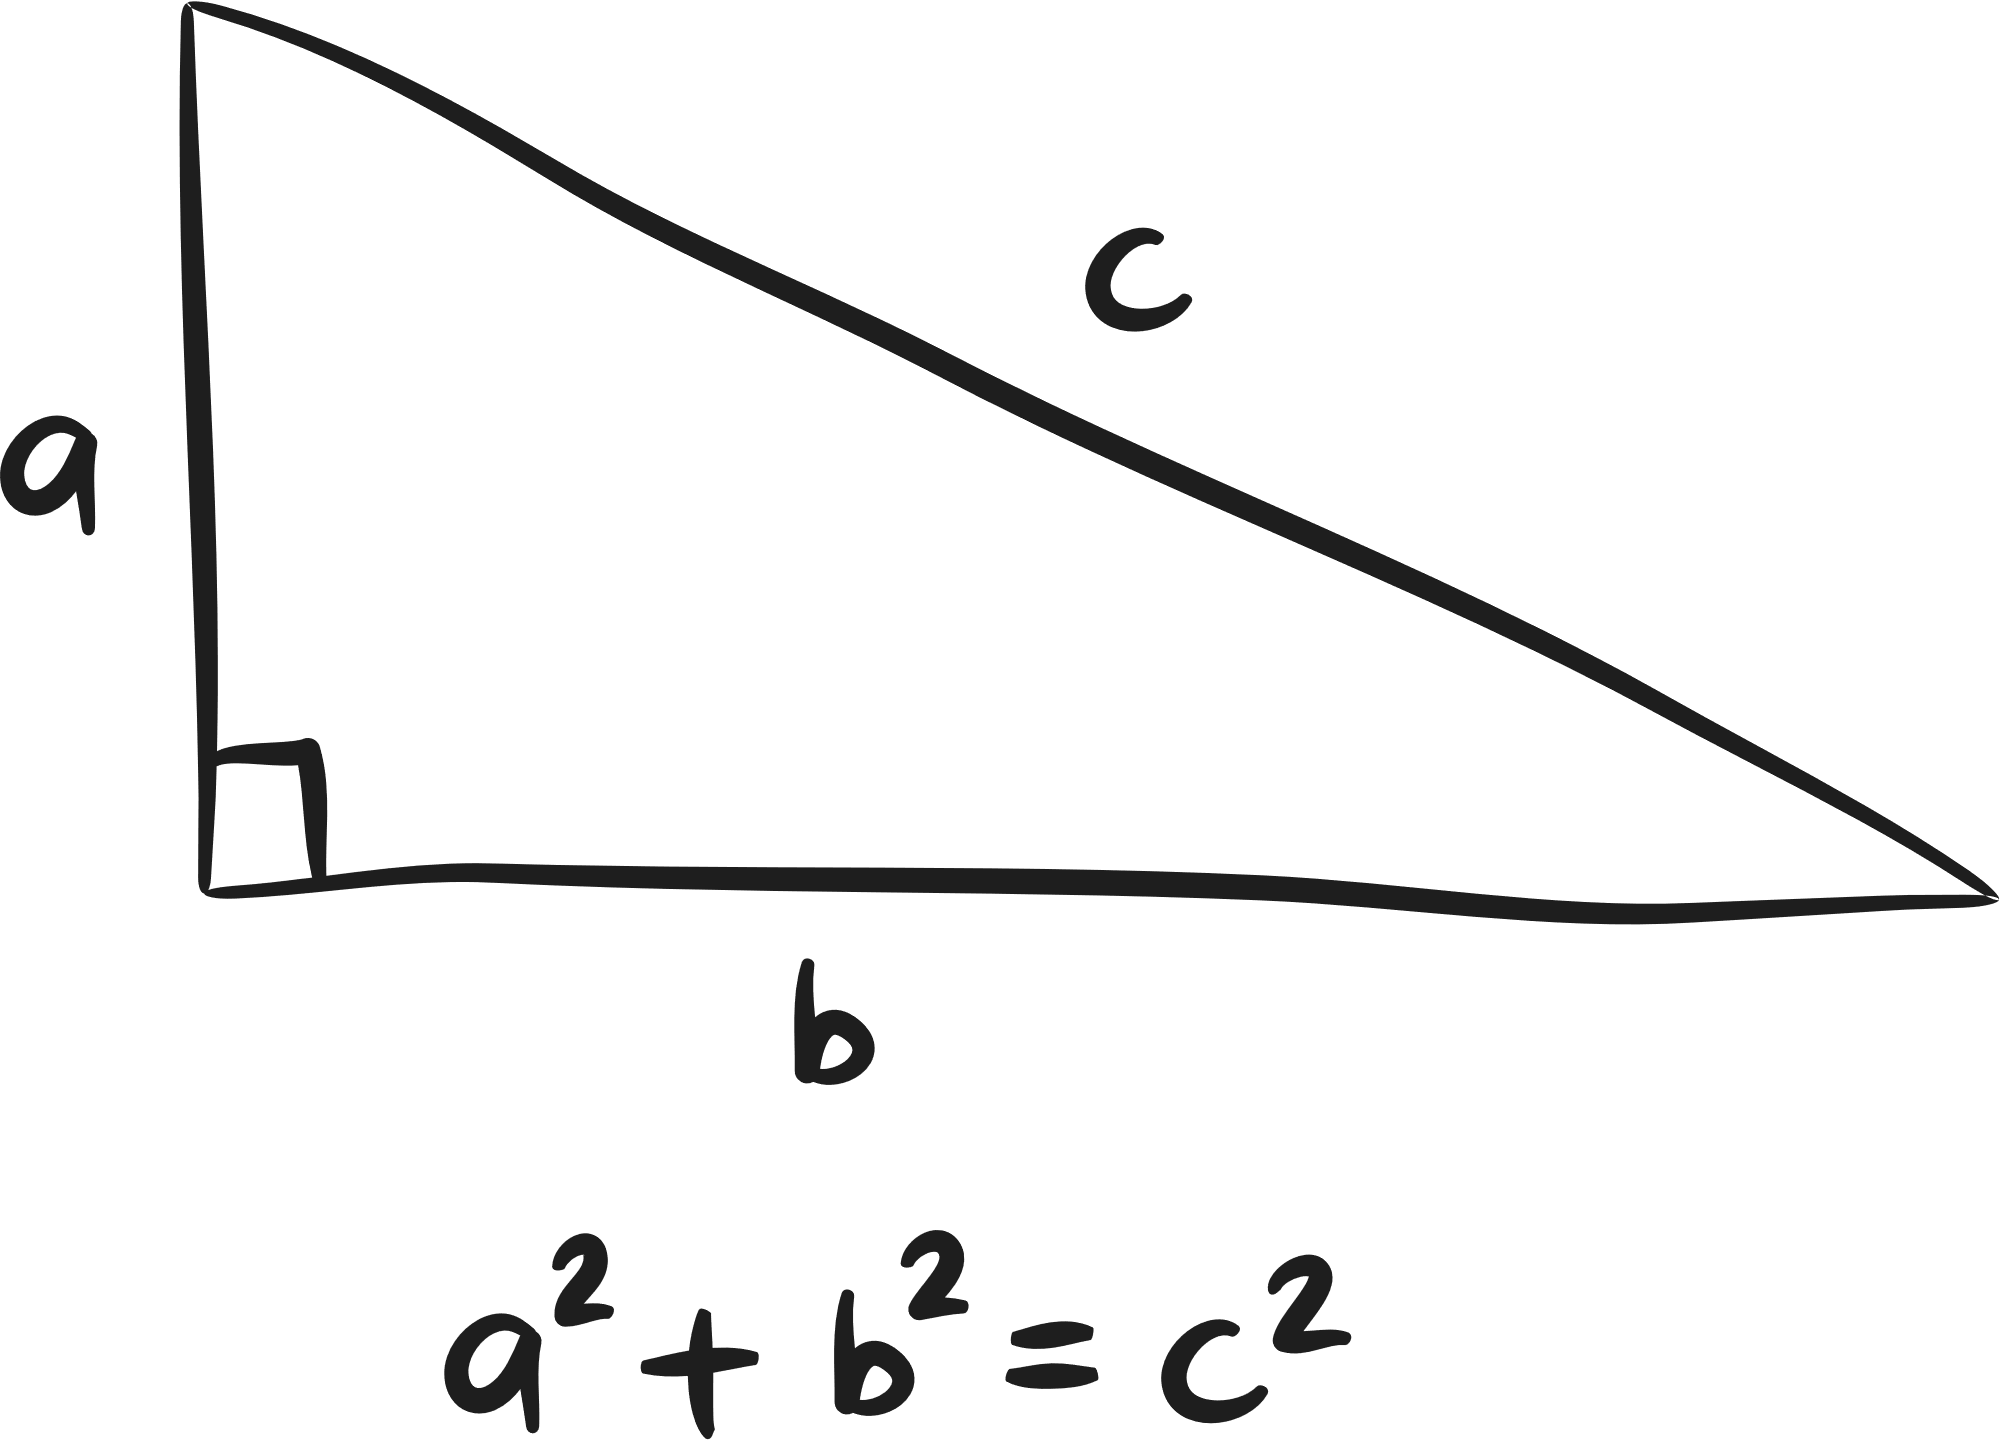 c
a
b
a² + b² = c²